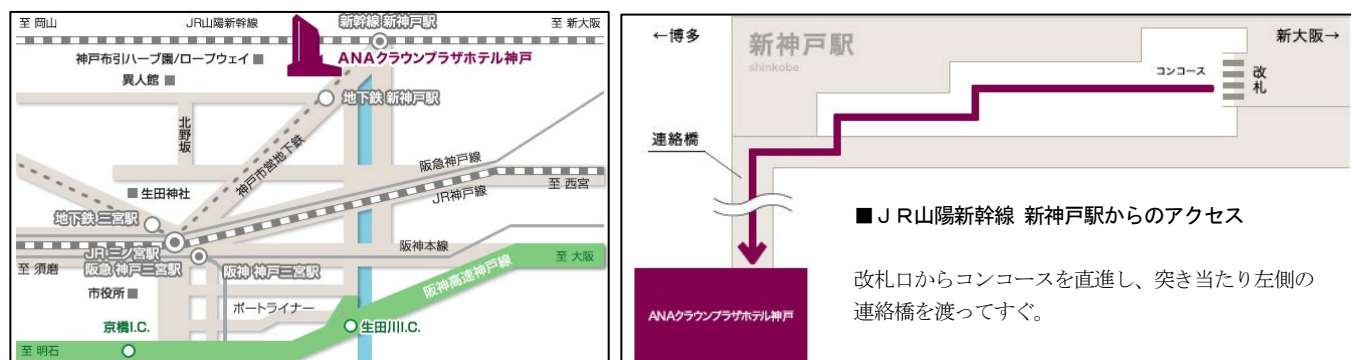 至 岡山
JR山陽新幹線
新幹線 新神戸駅
至 新大阪
神戸布引ハーブ園/ロープウェイ
ANAクラウンプラザホテル神戸
異人館
地下鉄 新神戸駅
北野坂
神戸市営地下鉄
阪急神戸線
生田神社
JR神戸線
至 西宮
地下鉄 三宮駅
JR 三ノ宮駅
阪神本線
至 須磨
阪急 神戸三宮駅
阪神 神戸三宮駅
至 大阪
阪神高速神戸線
市役所
ポートライナー
京橋I.C.
生田川I.C.
至 明石
←博多
新神戸駅
shinkobe
新大阪→
コンコース
改札
連絡橋
■ＪＲ山陽新幹線 新神戸駅からのアクセス
改札口からコンコースを直進し、突き当たり左側の
連絡橋を渡ってすぐ。
ANAクラウンプラザホテル神戸